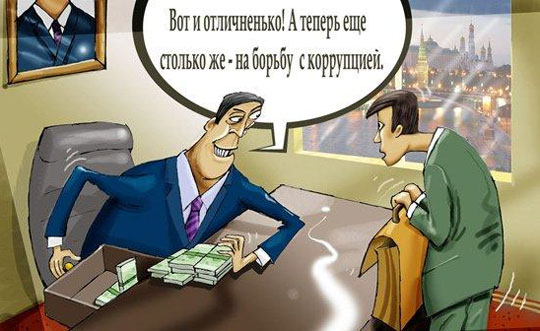 Вот и отличненько! А теперь еще
столько же - на борьбу с коррупцией.